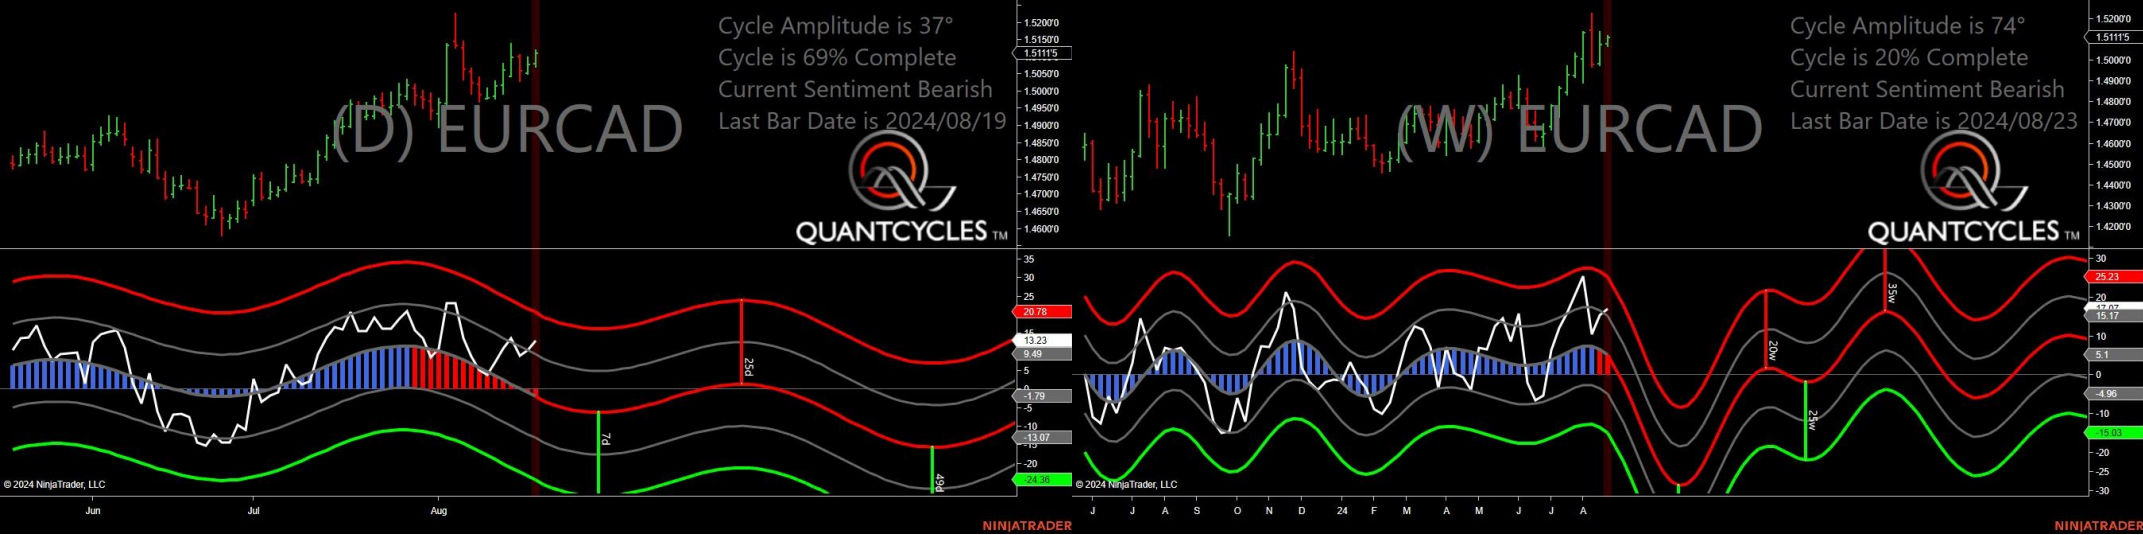 Cycle Amplitude is 37°
Cycle is 69% Complete
Current Sentiment Bearish
Last Bar Date is 2024/08/19
(D) EURCAD
QUANTCYCLES TM
1.5200'0
1.5150'0
1.5111'5
1.5050'0
1.5000'0
1.4950'0
1.4900'0
1.4850'0
1.4800'0
1.4750'0
1.4700'0
1.4650'0
1.4600'0
35
30
25
20.78
15
13.23
9.49
5
0
-1.79
-5
-10
-13.07
-15
-20
-24.36
25d
7d
49d
© 2024 NinjaTrader, LLC
Jun
Jul
Aug
NINJATRADER
Cycle Amplitude is 74°
Cycle is 20% Complete
Current Sentiment Bearish
Last Bar Date is 2024/08/23
(W) EURCAD
QUANTCYCLES TM
1.5200'0
1.5111'5
1.5000'0
1.4900'0
1.4800'0
1.4700'0
1.4600'0
1.4500'0
1.4400'0
1.4300'0
1.4200'0
30
25.23
20
17.07
15.17
10
5.1
0
-4.96
-10
-15.03
-20
-25
-30
20w
35w
25w
© 2024 NinjaTrader, LLC
J
J
A
S
O
N
D
24
F
M
A
M
J
J
A
NINJATRADER